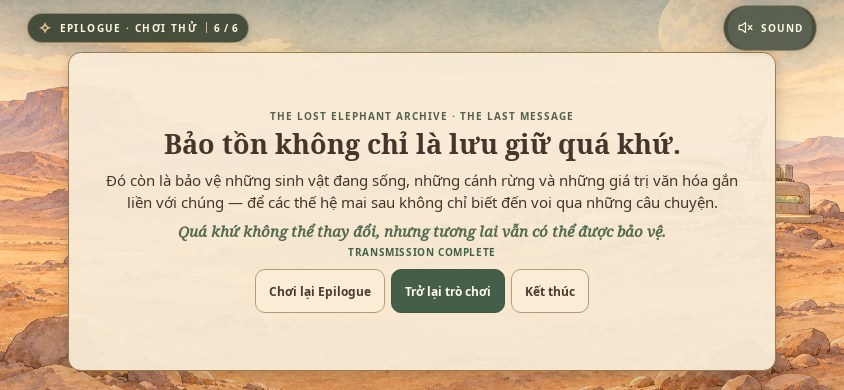 EPILOGUE · CHƠI THỬ | 6 / 6
SOUND
THE LOST ELEPHANT ARCHIVE · THE LAST MESSAGE
Bảo tồn không chỉ là lưu giữ quá khứ.
Đó còn là bảo vệ những sinh vật đang sống, những cánh rừng và những giá trị văn hóa gắn
liền với chúng — để các thế hệ mai sau không chỉ biết đến voi qua những câu chuyện.
Quá khứ không thể thay đổi, nhưng tương lai vẫn có thể được bảo vệ.
TRANSMISSION COMPLETE
Chơi lại Epilogue
Trở lại trò chơi
Kết thúc